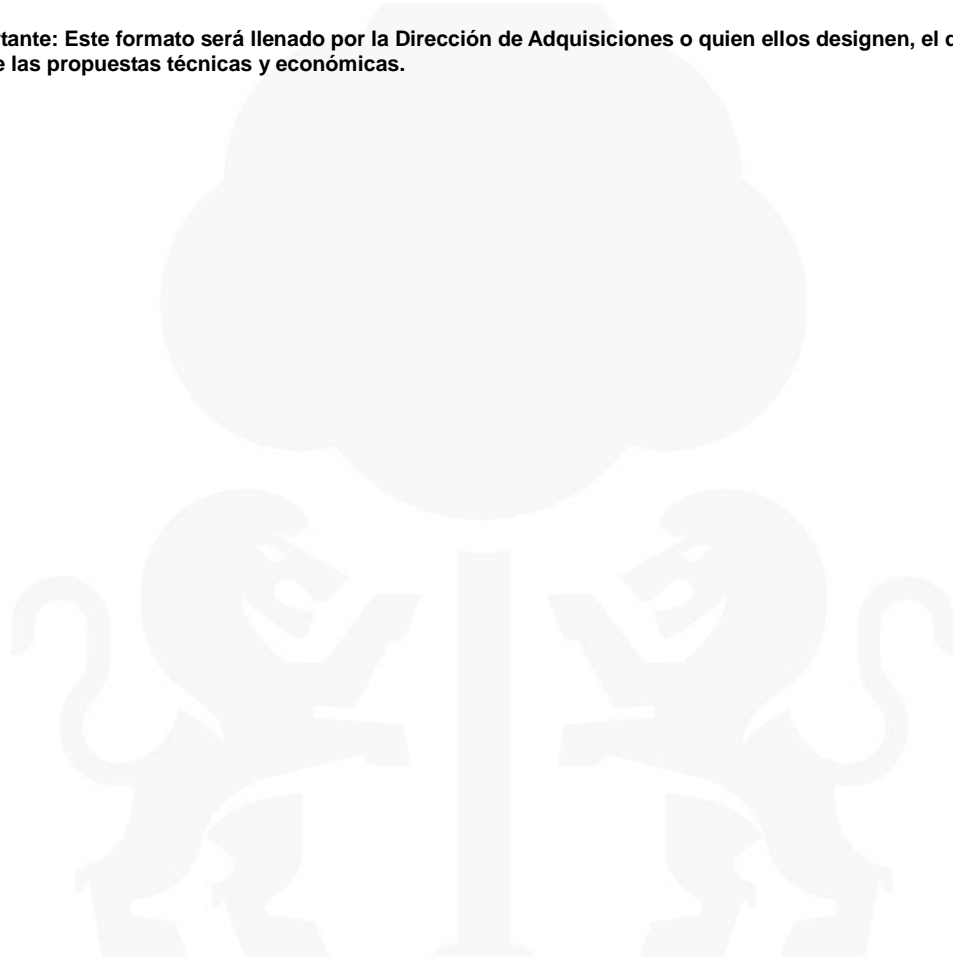 tante: Este formato será llenado por la Dirección de Adquisiciones o quien ellos designen, el
e las propuestas técnicas y económicas.